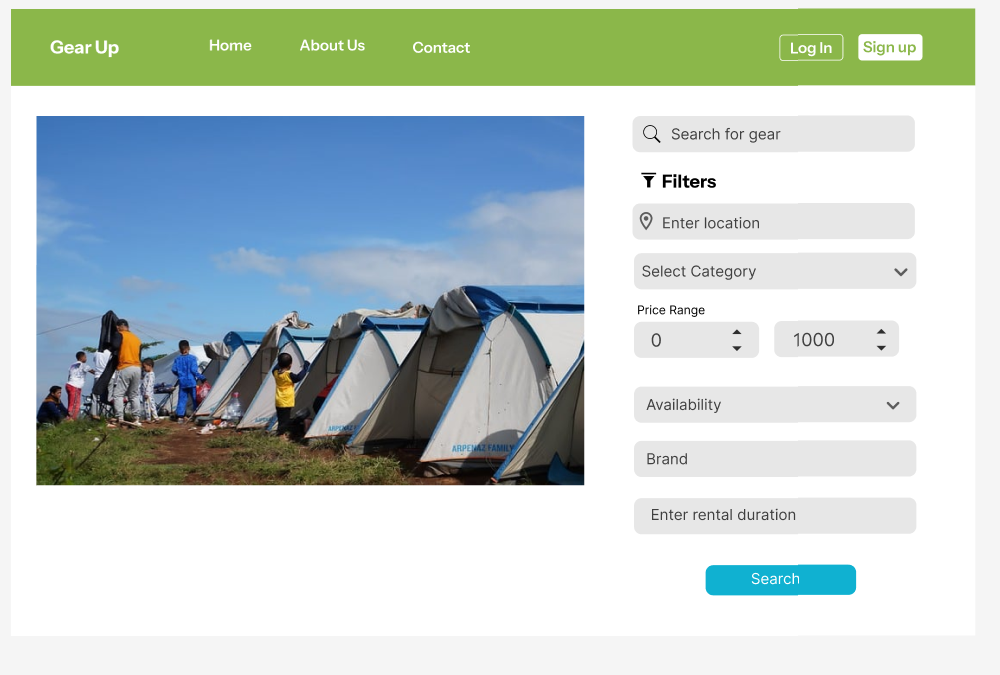 Gear Up
Home
About Us
Contact
Log In
Sign up
Search for gear
Filters
Enter location
Select Category
Price Range
0
1000
Availability
Brand
Enter rental duration
Search
ARPENAZ FAMILY